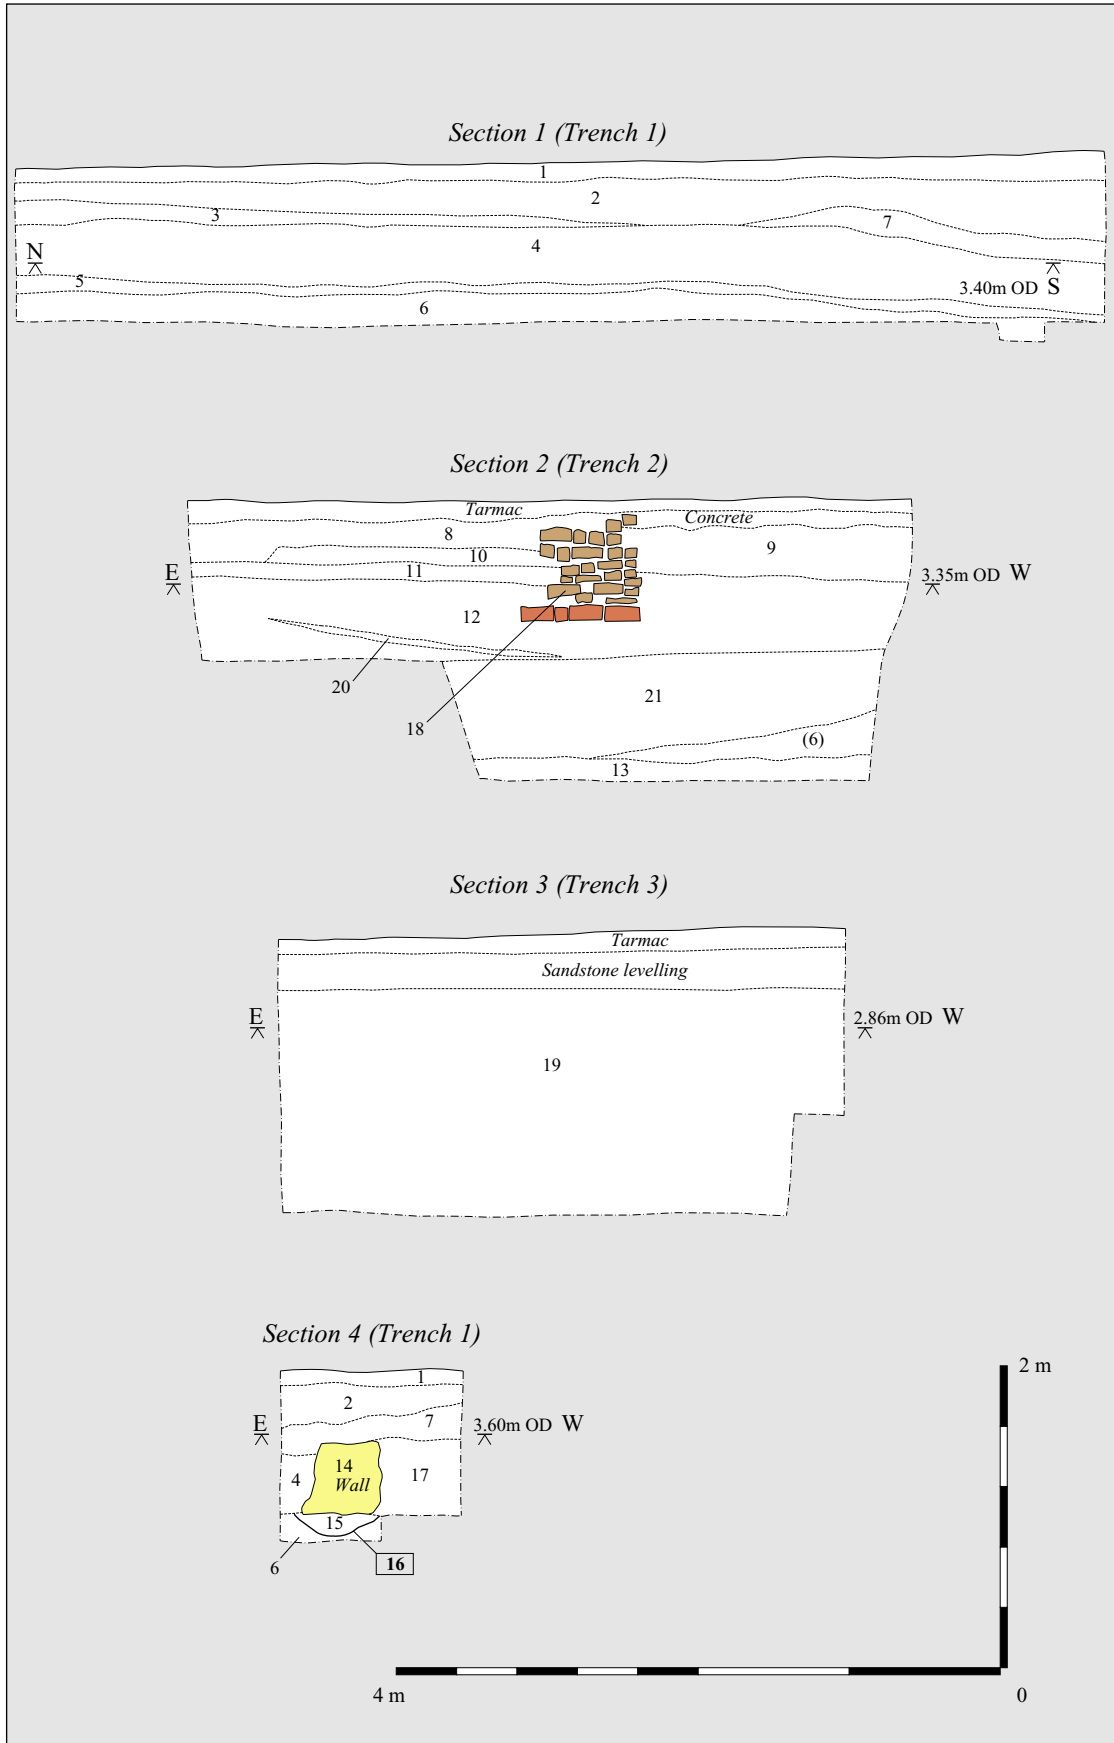 Section 1 (Trench 1)
1
2
3
7
4
N
5
3.40m OD S
6
Section 2 (Trench 2)
Tarmac
Concrete
8
9
10
11
E
3.35m OD W
12
20
21
18
(6)
13
Section 3 (Trench 3)
Tarmac
Sandstone levelling
E
2.86m OD W
19
Section 4 (Trench 1)
1
2
7
E
3.60m OD W
14
Wall
4
17
15
6
16
2 m
4 m
0